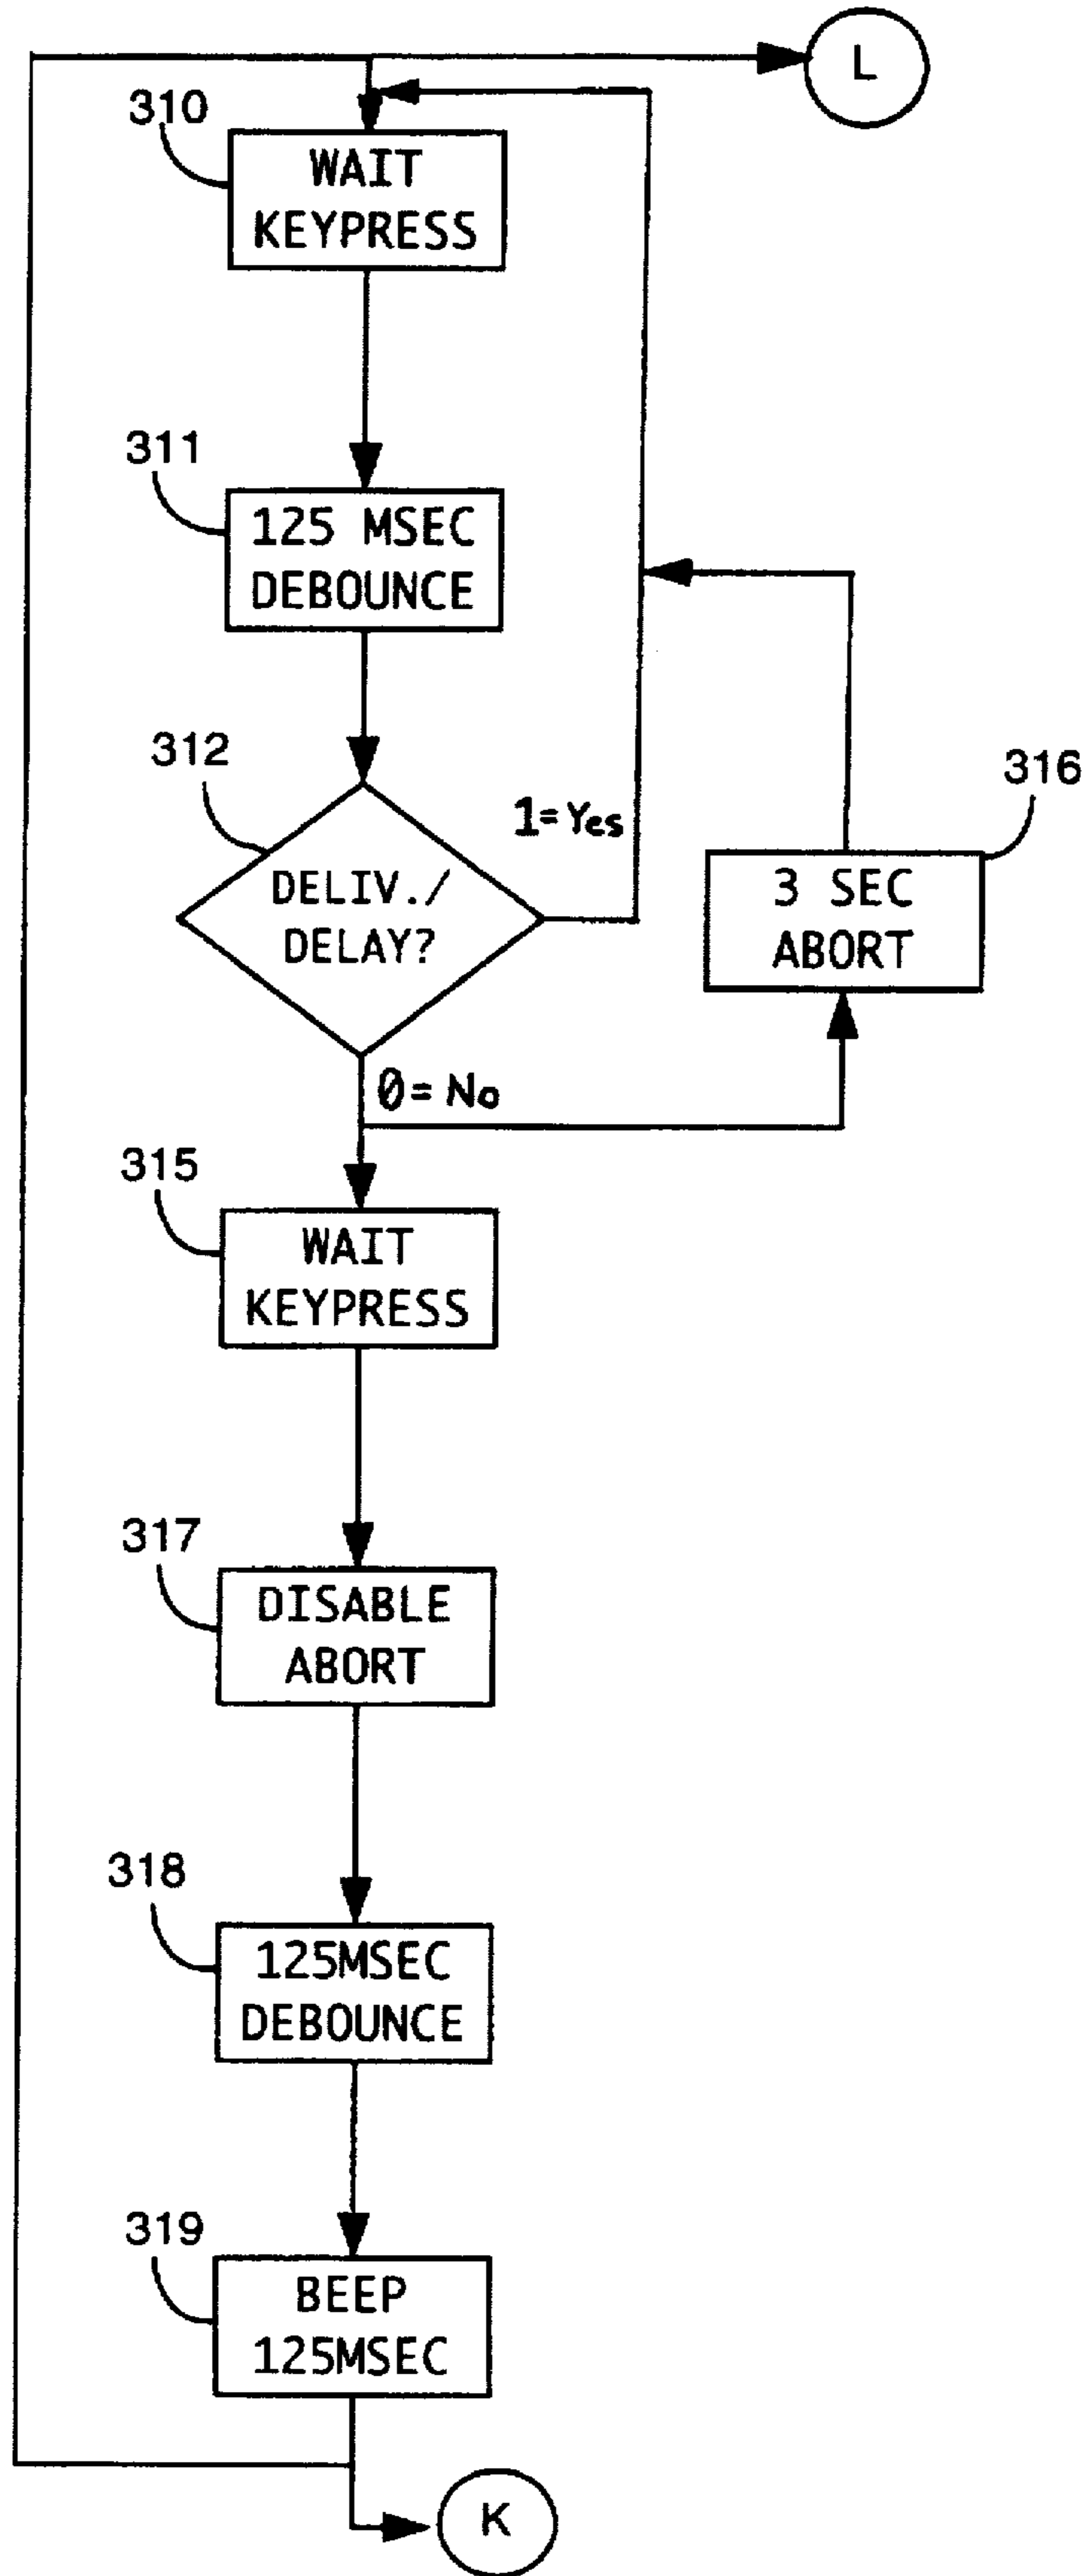 L
310
WAIT
KEYPRESS
311
125 MSEC
DEBOUNCE
312
1=Yes
316
DELIV./
DELAY?
3 SEC
ABORT
0=No
315
WAIT
KEYPRESS
317
DISABLE
ABORT
318
125MSEC
DEBOUNCE
319
BEEP
125MSEC
K